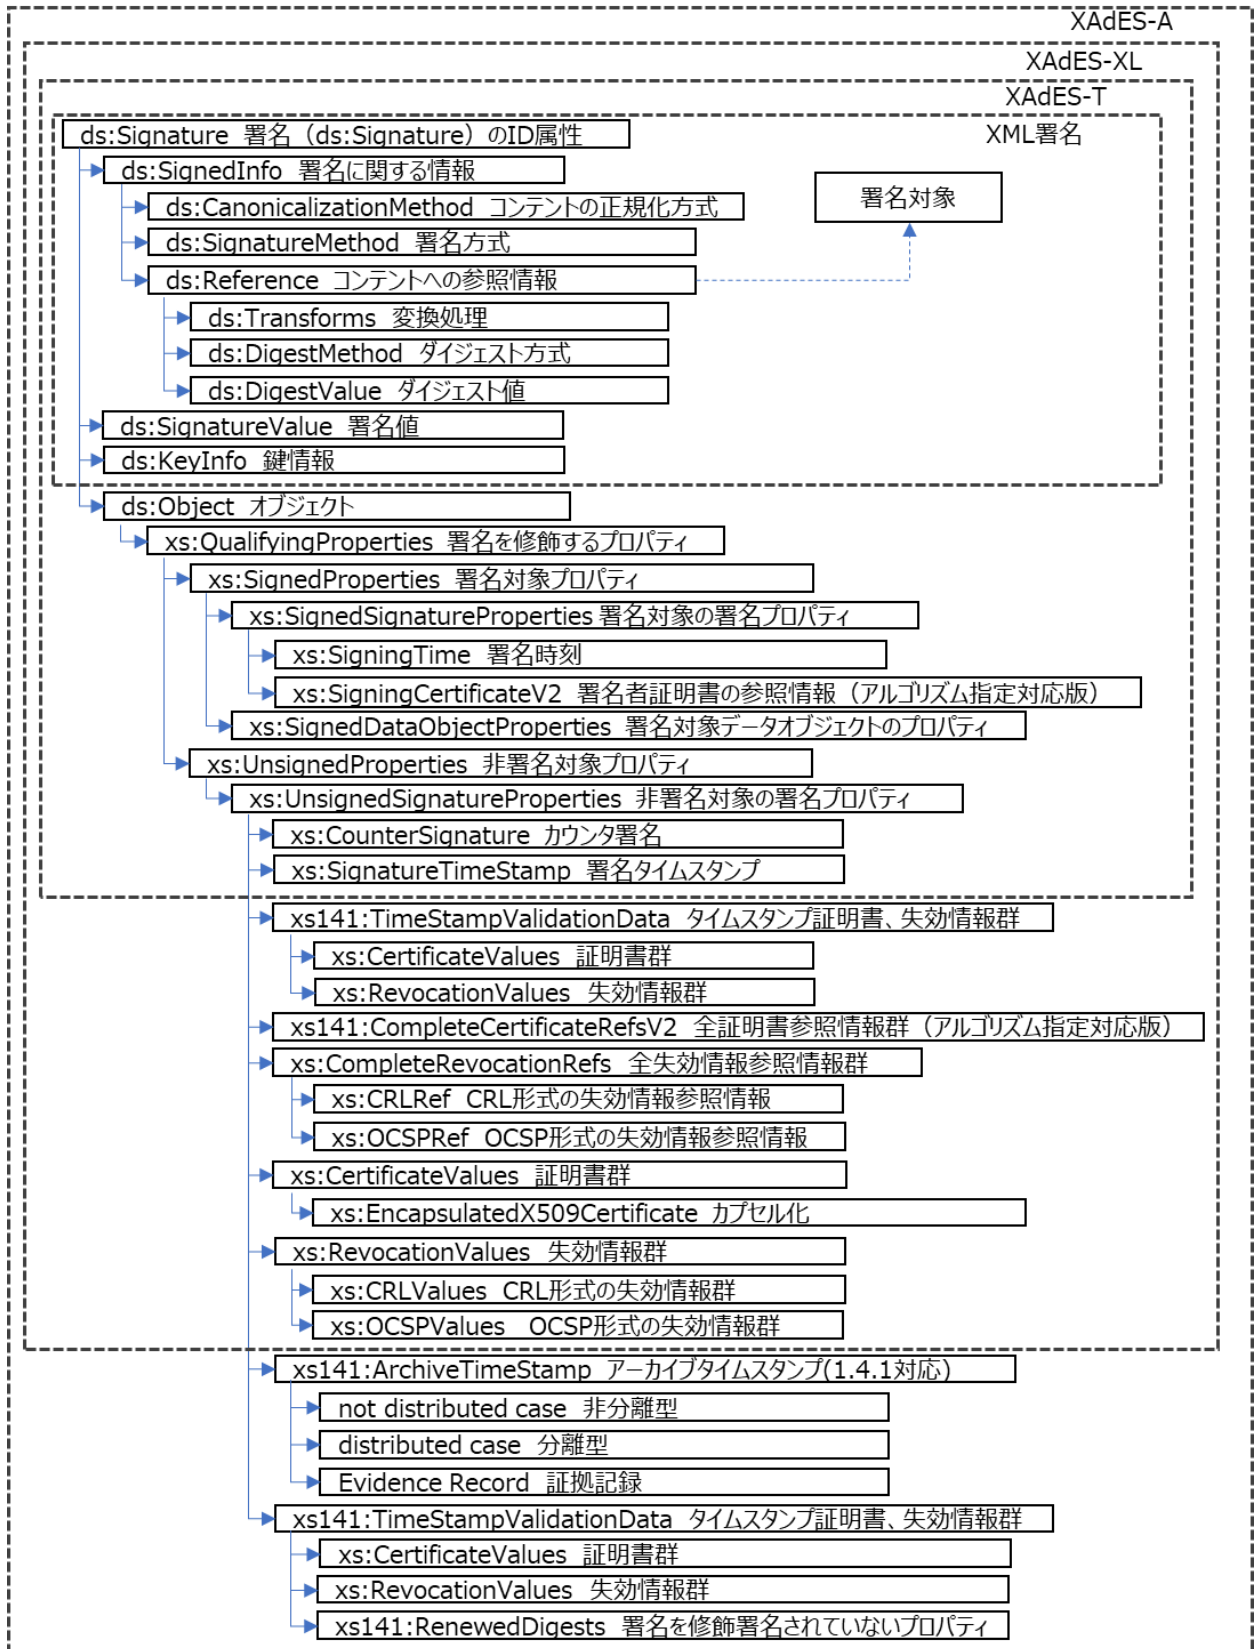 XAdES-A
XAdES-XL
XAdES-T
XML署名
ds:Signature 署名（ds:Signature）のID属性
ds:SignedInfo 署名に関する情報
署名対象
ds:CanonicalizationMethod コンテントの正規化方式
ds:SignatureMethod 署名方式
ds:Reference コンテントへの参照情報
ds:Transforms 変換処理
ds:DigestMethod ダイジェスト方式
ds:DigestValue ダイジェスト値
ds:SignatureValue 署名値
ds:KeyInfo 鍵情報
ds:Object オブジェクト
xs:QualifyingProperties 署名を修飾するプロパティ
xs:SignedProperties 署名対象プロパティ
xs:SignedSignatureProperties 署名対象の署名プロパティ
xs:SigningTime 署名時刻
xs:SigningCertificateV2 署名者証明書の参照情報（アルゴリズム指定対応版）
xs:SignedDataObjectProperties 署名対象データオブジェクトのプロパティ
xs:UnsignedProperties 非署名対象プロパティ
xs:UnsignedSignatureProperties 非署名対象の署名プロパティ
xs:CounterSignature カウンタ署名
xs:SignatureTimeStamp 署名タイムスタンプ
xs141:TimeStampValidationData タイムスタンプ証明書、失効情報群
xs:CertificateValues 証明書群
xs:RevocationValues 失効情報群
xs141:CompleteCertificateRefsV2 全証明書参照情報群（アルゴリズム指定対応版）
xs:CompleteRevocationRefs 全失効情報参照情報群
xs:CRLRef CRL形式の失効情報参照情報
xs:OCSPRef OCSP形式の失効情報参照情報
xs:CertificateValues 証明書群
xs:EncapsulatedX509Certificate カプセル化
xs:RevocationValues 失効情報群
xs:CRLValues CRL形式の失効情報群
xs:OCSPValues OCSP形式の失効情報群
xs141:ArchiveTimeStamp アーカイブタイムスタンプ(1.4.1対応)
not distributed case 非分離型
distributed case 分離型
Evidence Record 証拠記録
xs141:TimeStampValidationData タイムスタンプ証明書、失効情報群
xs:CertificateValues 証明書群
xs:RevocationValues 失効情報群
xs141:RenewedDigests 署名を修飾署名されていないプロパティ